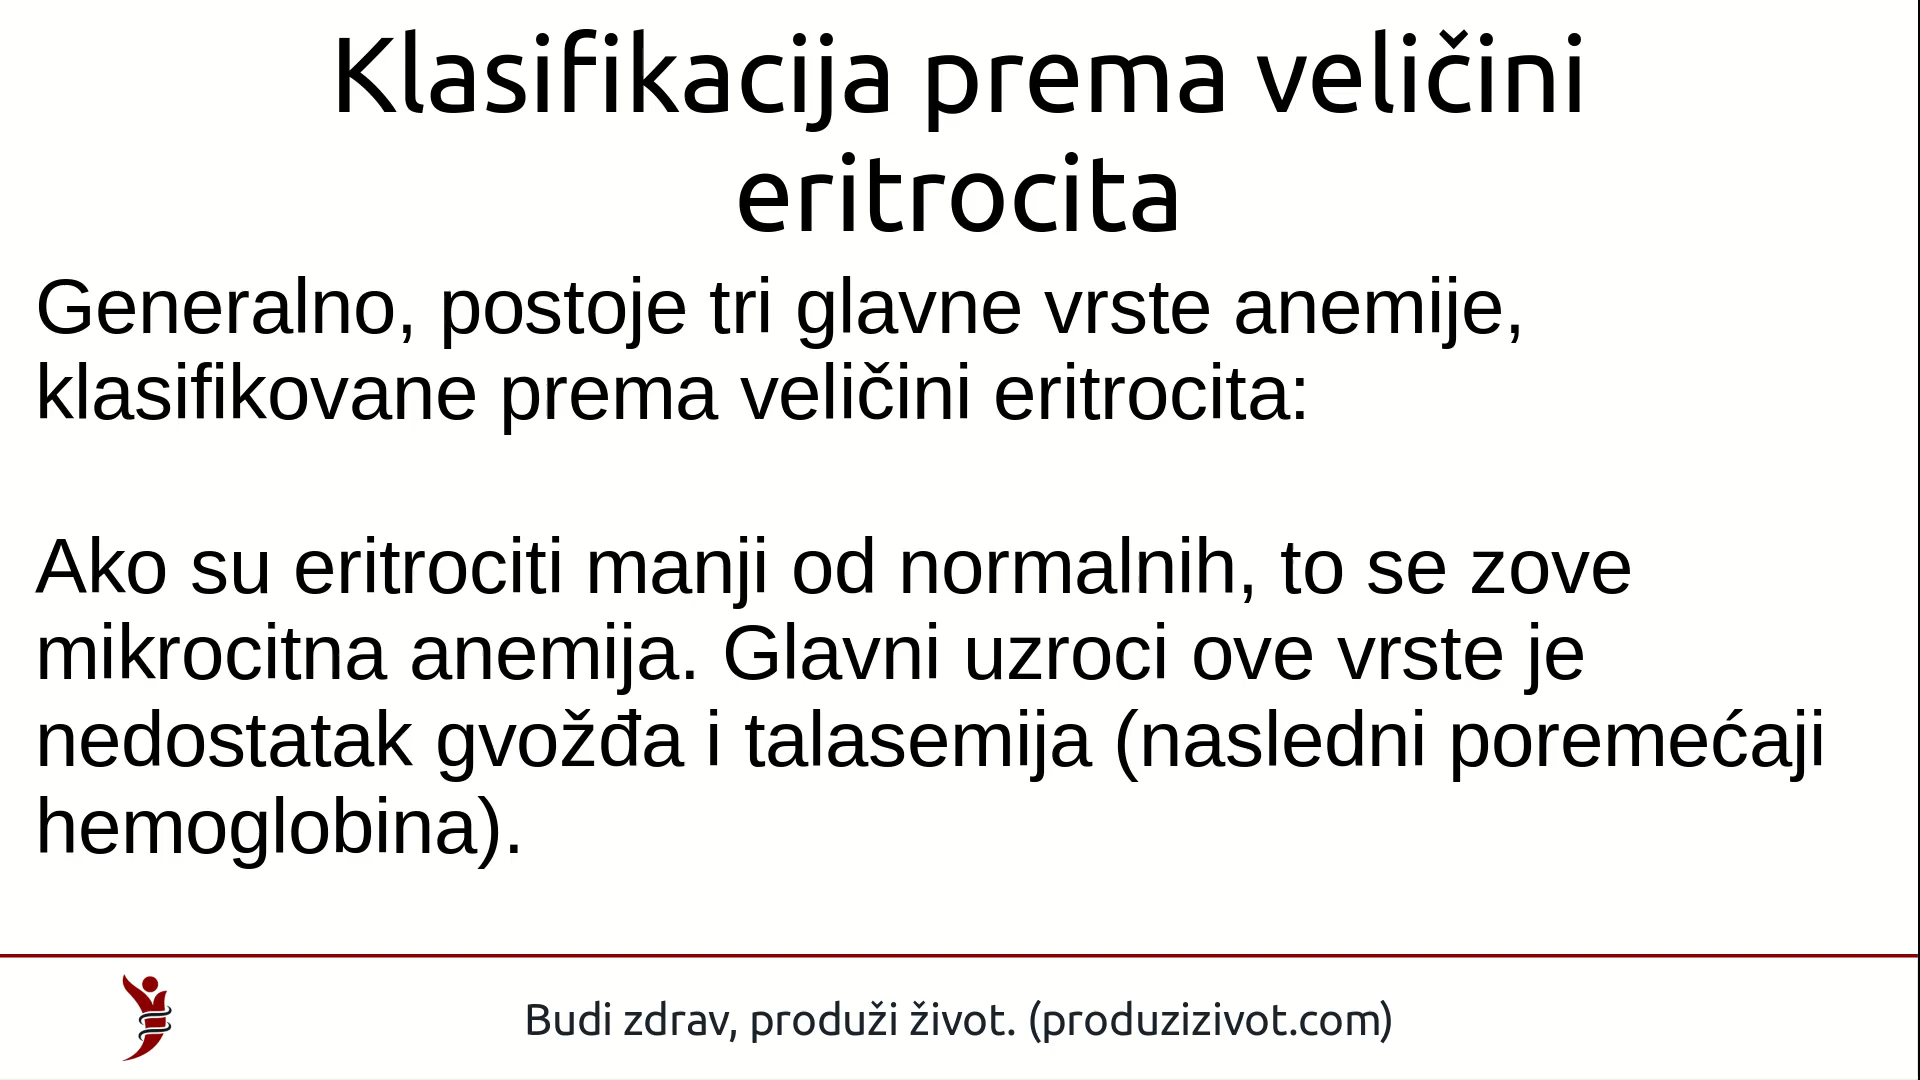 Klasifikacija prema veličini
eritrocita
Generalno, postoje tri glavne vrste anemije,
klasifikovane prema veličini eritrocita:
Ako su eritrociti manji od normalnih, to se zove
mikrocitna anemija. Glavni uzroci ove vrste je
nedostatak gvožđa i talasemija (nasledni poremećaji
hemoglobina).
Budi zdrav, produži život. (produzizivot.com)